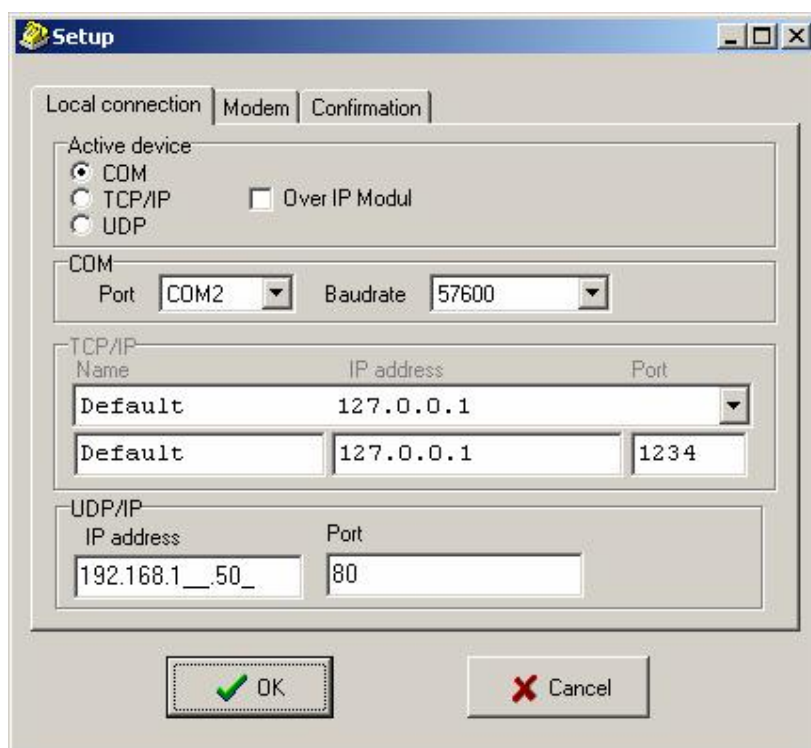 Setup
Local connection Modem Confirmation
Active device
COM
TCP/IP Over IP Modul
UDP
COM
Port COM2 Baudrate 57600
TCP/IP
Name IP address Port
Default 127.0.0.1
Default 127.0.0.1 1234
UDP/IP
IP address Port
192.168.1__.50_ 80
OK Cancel